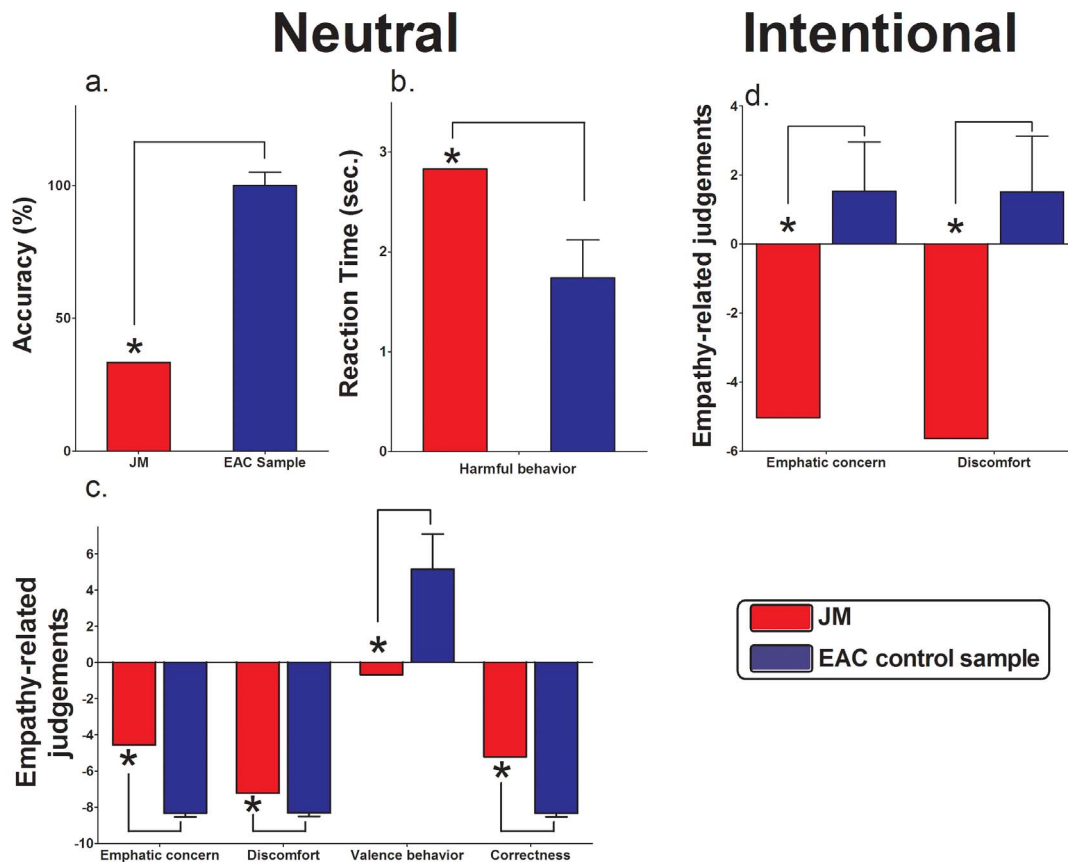 Neutral
Intentional
a.
Accuracy (%)
100
50
0
*
JM
EAC Sample
b.
Reaction Time (sec.)
3
2
1
0
*
Harmful behavior
d.
Empathy-related judgements
4
2
0
-2
-4
-6
*
*
Emphatic concern
Discomfort
c.
Empathy-related
judgements
6
4
2
0
-2
-4
-6
-8
-10
*
*
*
*
Emphatic concern
Discomfort
Valence behavior
Correctness
JM
EAC control sample